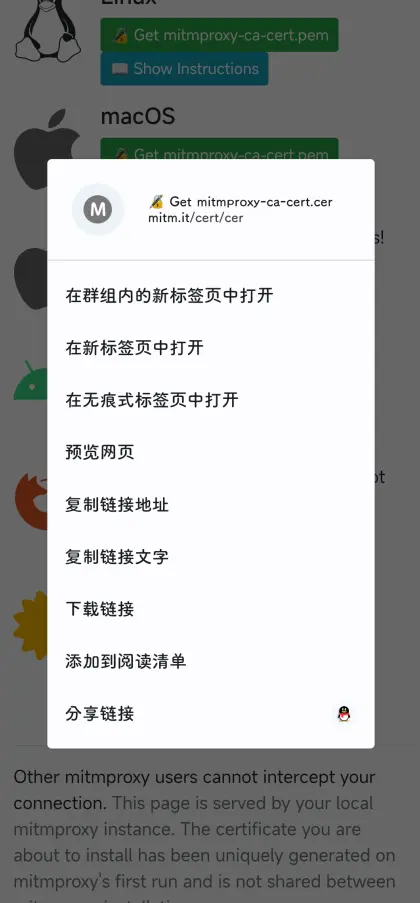 Linux
Get mitmproxy-ca-cert.pem
Show Instructions
macOS
Get mitmproxy-ca-cert.pem
M
Get mitmproxy-ca-cert.cer
mitm.it/cert/cer
s!
在群组内的新标签页中打开
在新标签页中打开
在无痕式标签页中打开
预览网页
ot
复制链接地址
复制链接文字
下载链接
添加到阅读清单
分享链接
Other mitmproxy users cannot intercept your
connection. This page is served by your local
mitmproxy instance. The certificate you are
about to install has been uniquely generated on
mitmproxy's first run and is not shared between